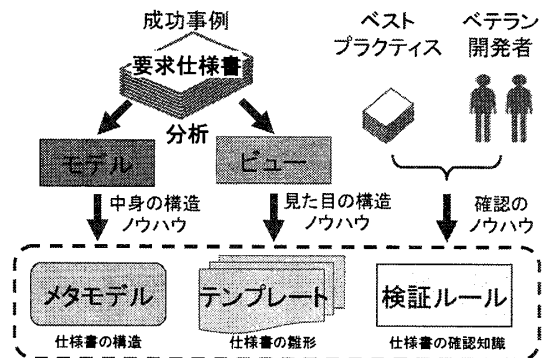 成功事例
要求仕様書
分析
モデル
ビュー
ベスト
プラクティス
ベテラン
開発者
中身の構造
ノウハウ
見た目の構造
ノウハウ
確認の
ノウハウ
メタモデル
仕様書の構造
テンプレート
仕様書の雛形
検証ルール
仕様書の確認知識